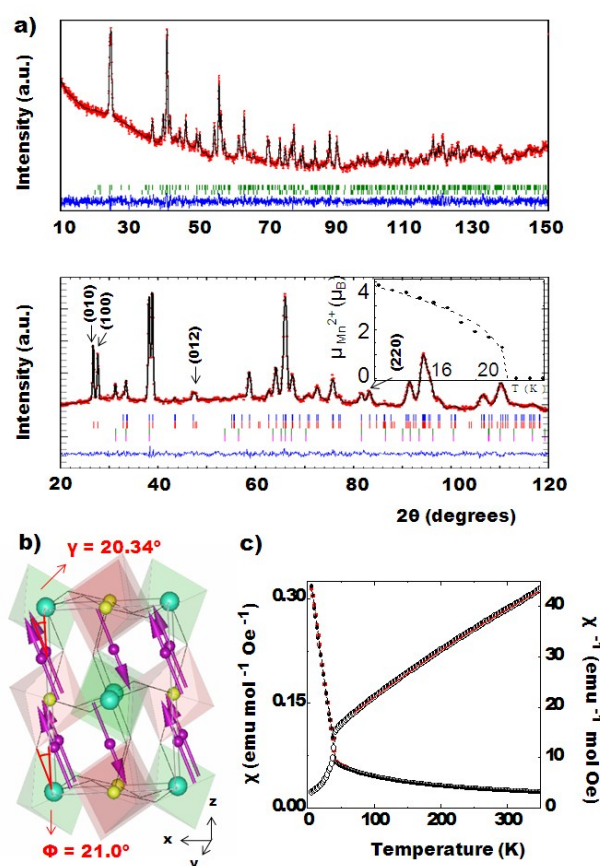 a)
Intensity (a.u.)
10 30 50 70 90 110 130 150
Intensity (a.u.)
(010)
(100)
(012)
(220)
μ Mn²⁺ (μB)
4
2
0
16 20
T (K)
20 40 60 80 100 120
2θ (degrees)
b)
γ = 20.34°
Φ = 21.0°
x
y
z
c)
χ (emu mol⁻¹ Oe⁻¹)
0.30
0.15
0.00
0 100 200 300
Temperature (K)
40
30
20
10
0
χ⁻¹ (emu⁻¹ mol Oe)